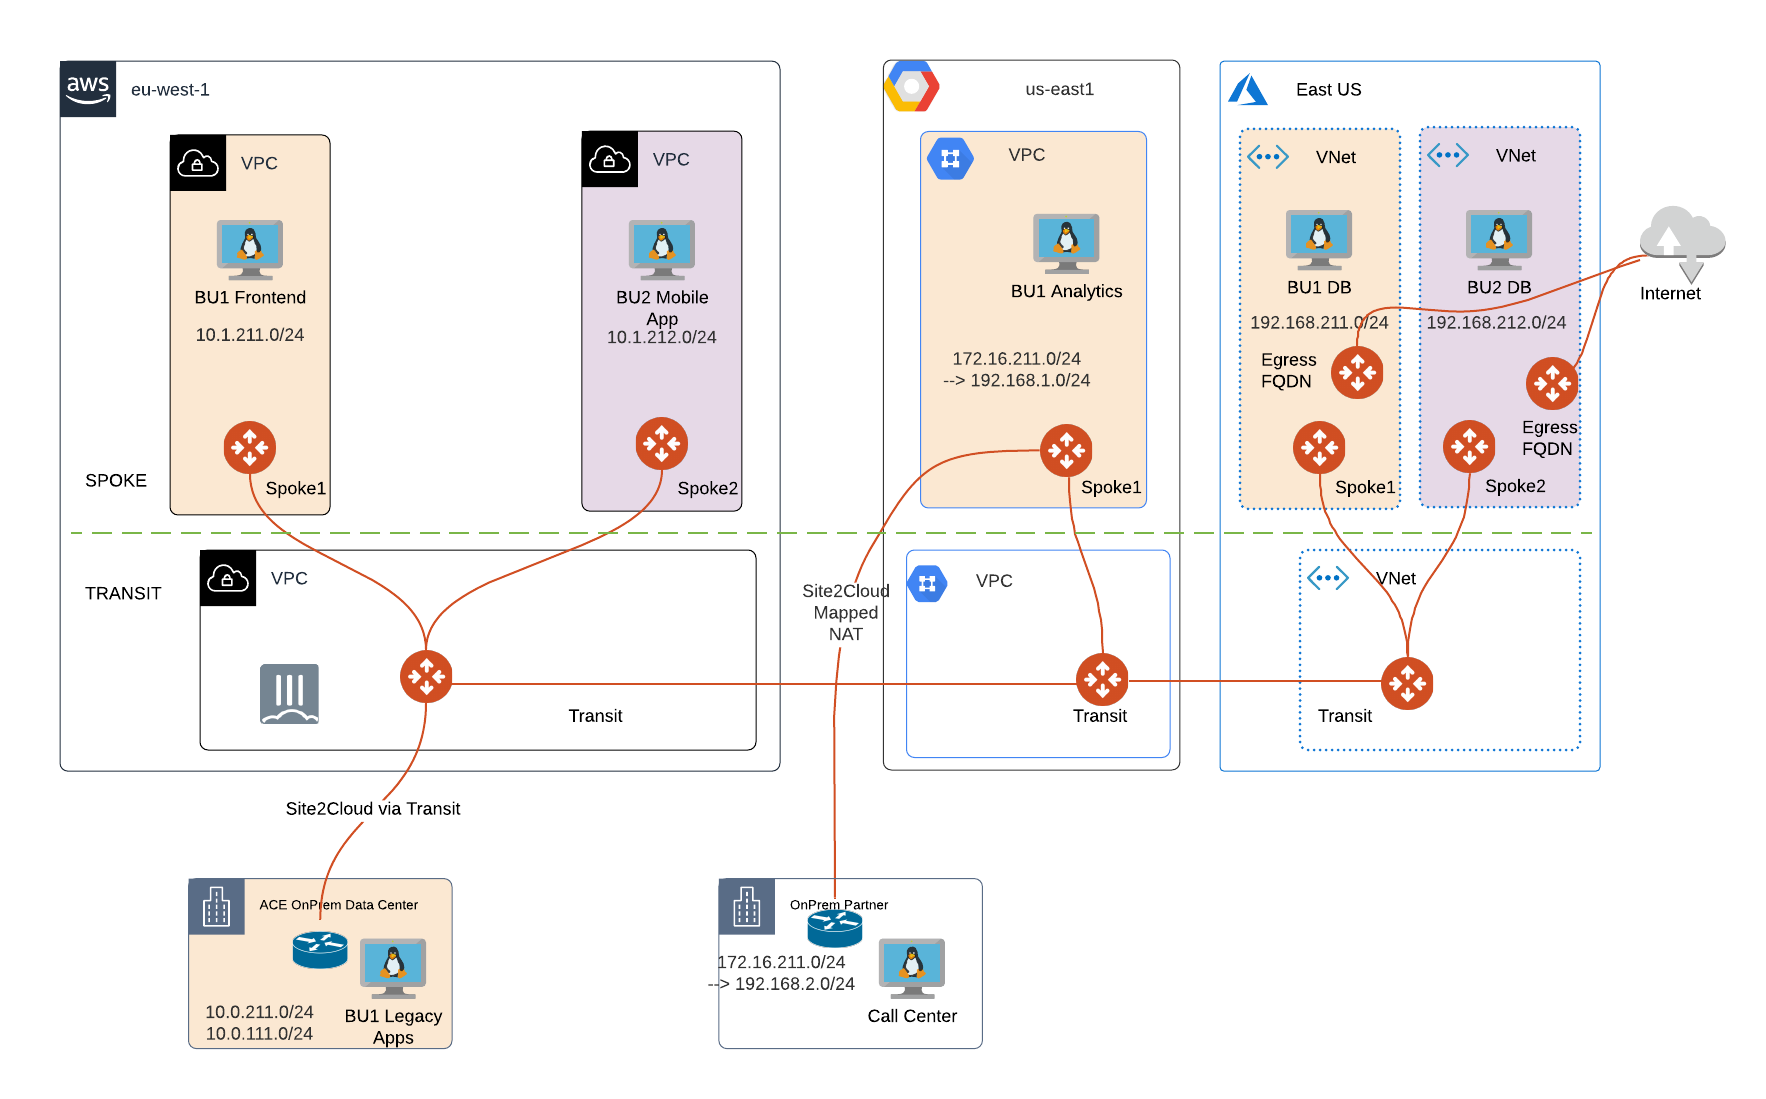 aws
eu-west-1
VPC
BU1 Frontend
10.1.211.0/24
Spoke1
VPC
BU2 Mobile
App
10.1.212.0/24
Spoke2
SPOKE
TRANSIT
VPC
Transit
us-east1
VPC
BU1 Analytics
172.16.211.0/24
--> 192.168.1.0/24
Spoke1
VPC
Transit
Site2Cloud
Mapped
NAT
East US
VNet
BU1 DB
192.168.211.0/24
Egress
FQDN
Spoke1
VNet
BU2 DB
192.168.212.0/24
Egress
FQDN
Spoke2
VNet
Transit
Internet
Site2Cloud via Transit
ACE OnPrem Data Center
10.0.211.0/24
10.0.111.0/24
BU1 Legacy
Apps
OnPrem Partner
172.16.211.0/24
--> 192.168.2.0/24
Call Center